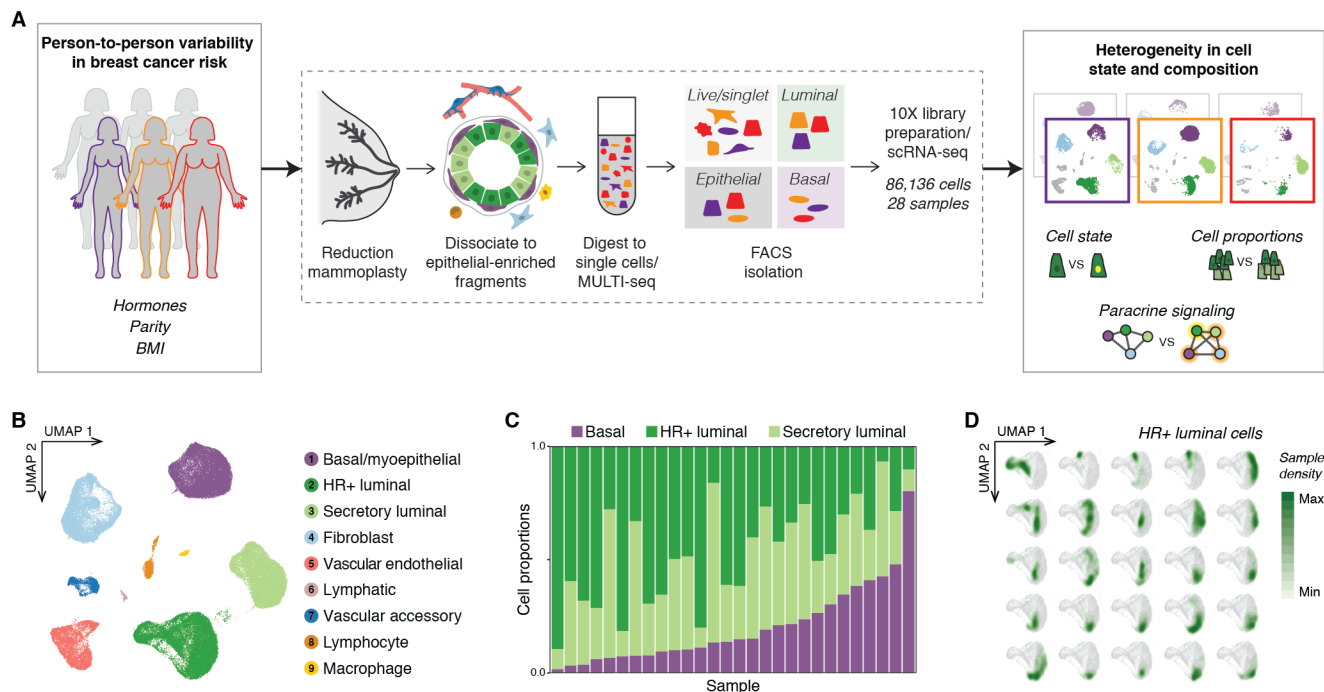 A
Person-to-person variability
in breast cancer risk
Hormones
Parity
BMI
Reduction
mammoplasty
Dissociate to
epithelial-enriched
fragments
Digest to
single cells/
MULTI-seq
Live/singlet
Luminal
Epithelial
Basal
FACS
isolation
10X library
preparation/
scRNA-seq
86,136 cells
28 samples
Heterogeneity in cell
state and composition
Cell state
vs
Cell proportions
vs
Paracrine signaling
vs
B
UMAP 1
UMAP 2
1 Basal/myoepithelial
2 HR+ luminal
3 Secretory luminal
4 Fibroblast
5 Vascular endothelial
6 Lymphatic
7 Vascular accessory
8 Lymphocyte
9 Macrophage
C
Basal
HR+ luminal
Secretory luminal
1.0
Cell proportions
0.0
Sample
D
UMAP 1
UMAP 2
HR+ luminal cells
Sample
density
Max
Min